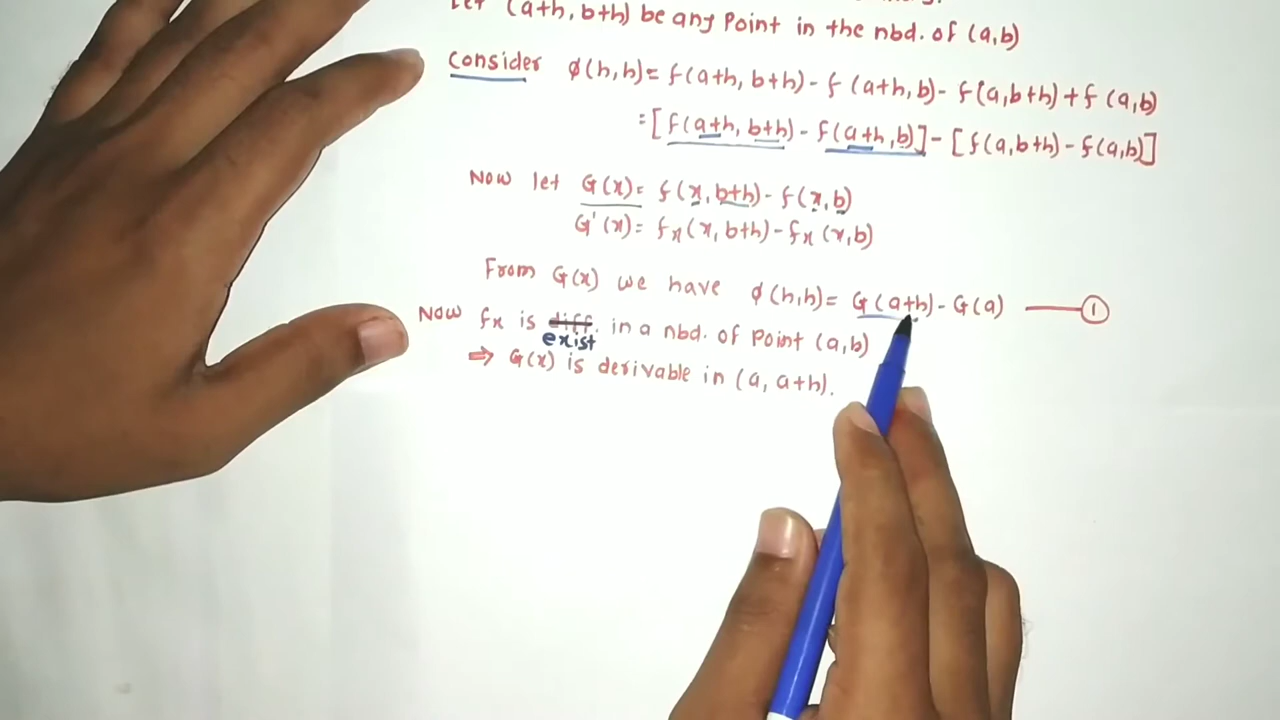 Let (a+h, b+h) be any Point in the nbd. of (a,b)
Consider φ(h,h)= f(a+h, b+h)- f(a+h,b)- f(a,b+h)+f(a,b)
=[f(a+h, b+h)- f(a+h,b)]-[f(a,b+h)-f(a,b)]
Now let G(x)= f(x,b+h)-f(x,b)
G'(x)= fx(x,b+h)-fx(x,b)
From G(x) we have φ(h,h)= G(a+h)-G(a) ①
Now fx is diff. in a nbd. of Point (a,b)
exist
⇒ G(x) is derivable in (a, a+h).